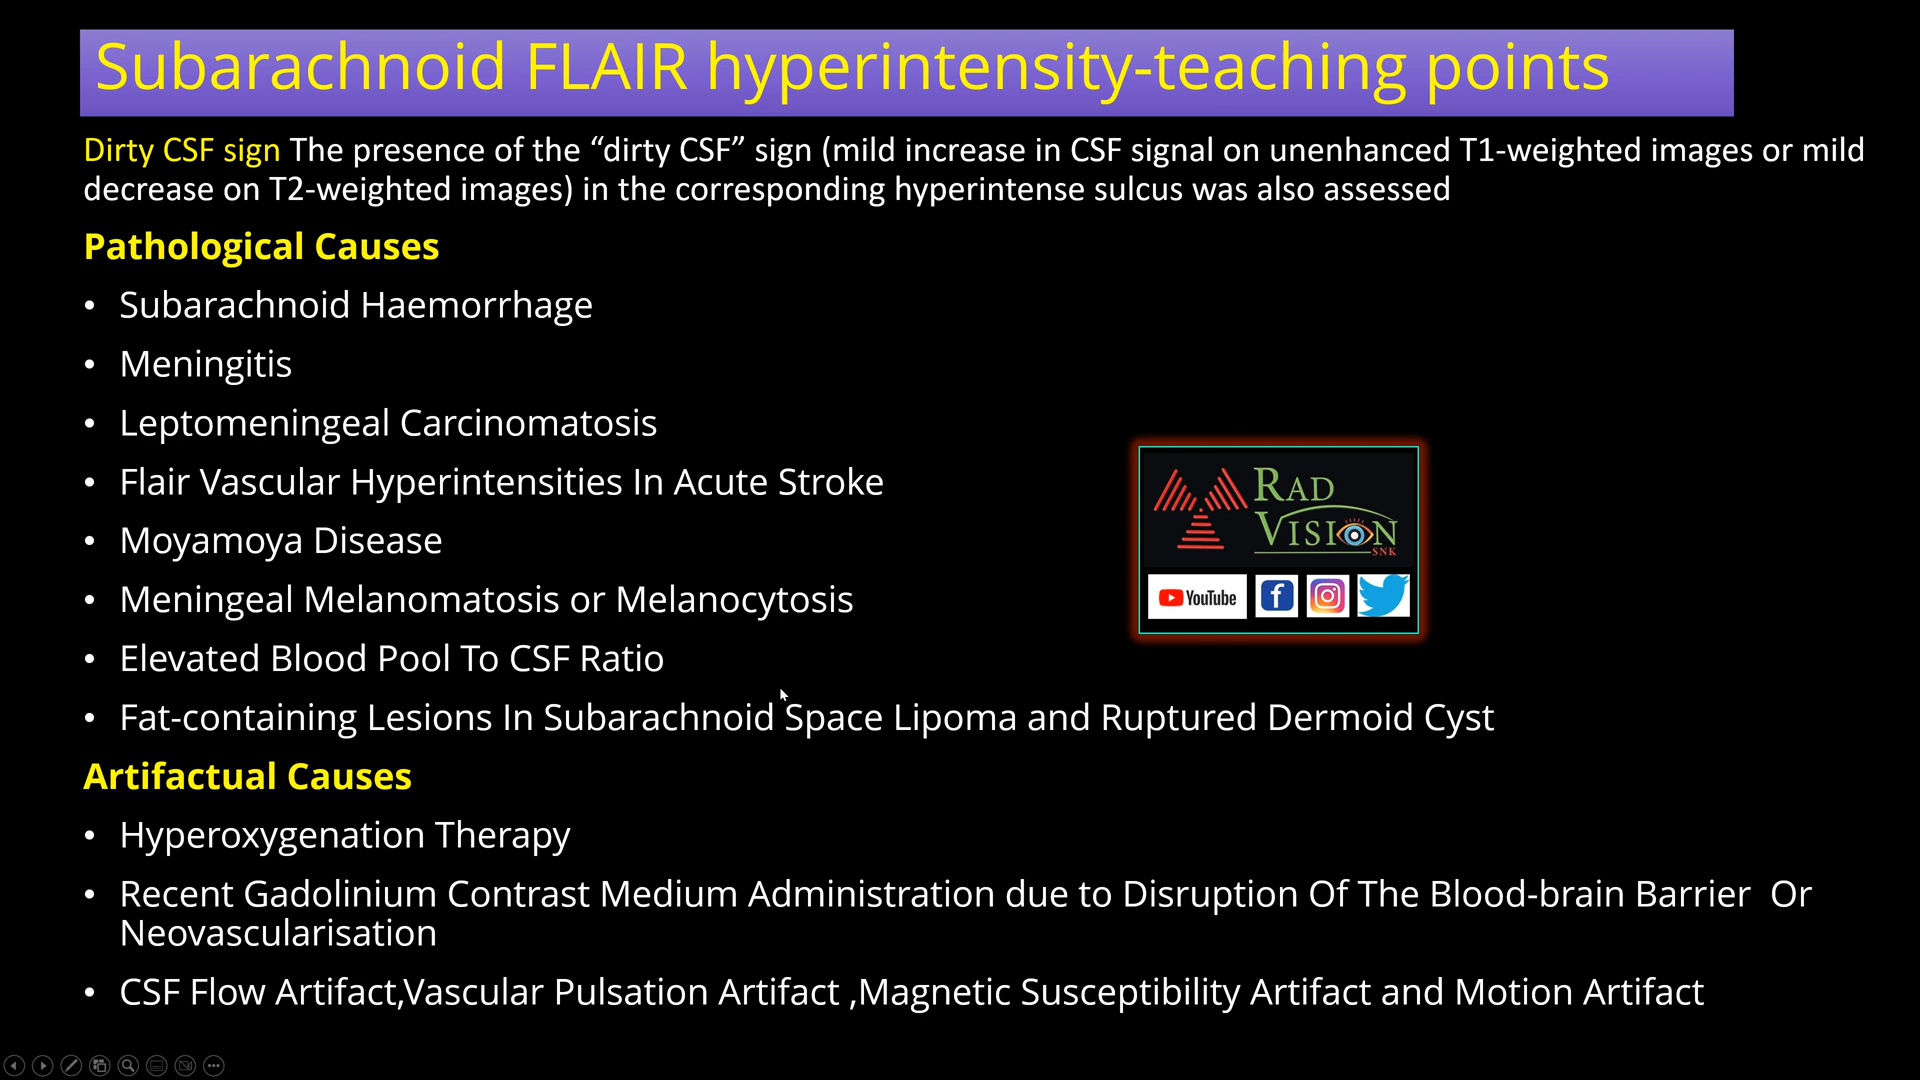 Subarachnoid FLAIR hyperintensity-teaching points
Dirty CSF sign The presence of the “dirty CSF” sign (mild increase in CSF signal on unenhanced T1-weighted images or mild
decrease on T2-weighted images) in the corresponding hyperintense sulcus was also assessed
Pathological Causes
• Subarachnoid Haemorrhage
• Meningitis
• Leptomeningeal Carcinomatosis
• Flair Vascular Hyperintensities In Acute Stroke
• Moyamoya Disease
• Meningeal Melanomatosis or Melanocytosis
• Elevated Blood Pool To CSF Ratio
• Fat-containing Lesions In Subarachnoid Space Lipoma and Ruptured Dermoid Cyst
RAD
VISION
SNK
YouTube
Artifactual Causes
• Hyperoxygenation Therapy
• Recent Gadolinium Contrast Medium Administration due to Disruption Of The Blood-brain Barrier Or
Neovascularisation
• CSF Flow Artifact,Vascular Pulsation Artifact ,Magnetic Susceptibility Artifact and Motion Artifact